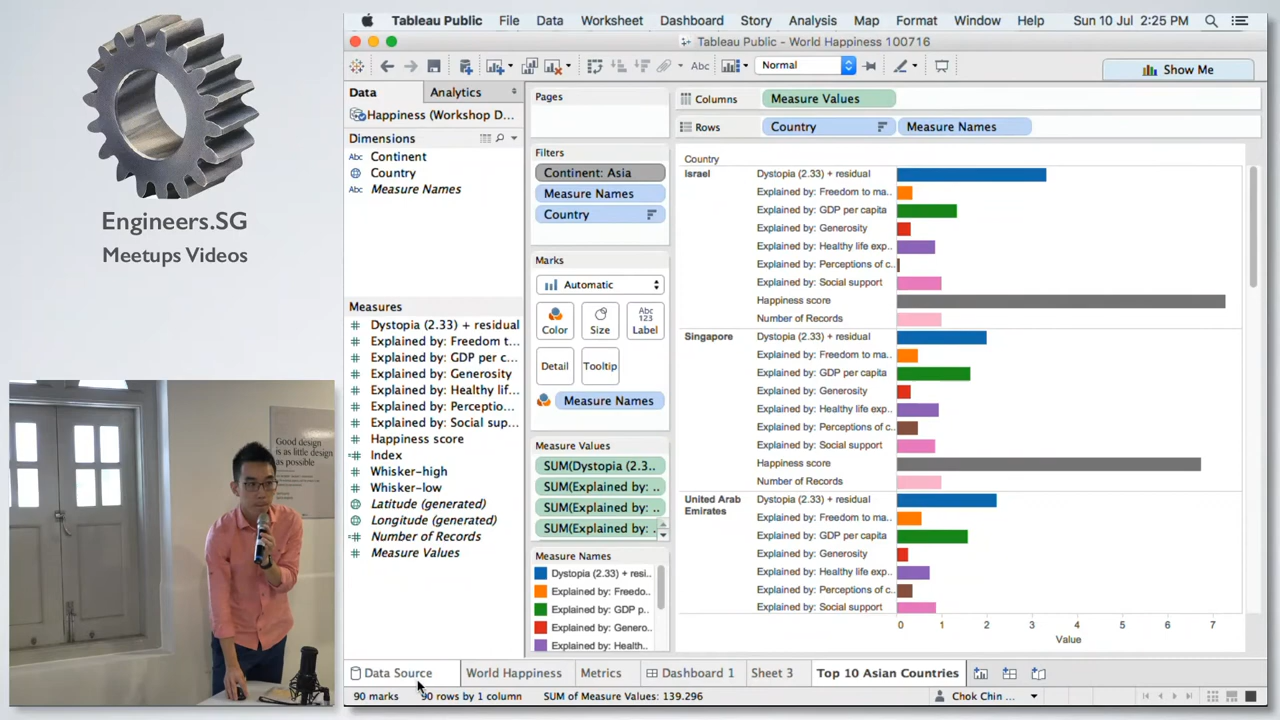 Engineers.SG
Meetups Videos
Good design
is as little design
as possible
Tableau Public File Data Worksheet Dashboard Story Analysis Map Format Window Help Sun 10 Jul 2:25 PM
Tableau Public - World Happiness 100716
Abc Normal Show Me
Data Analytics
Happiness (Workshop D...
Dimensions
Abc Continent
Country
Abc Measure Names
Measures
Dystopia (2.33) + residual
Explained by: Freedom t...
Explained by: GDP per c...
Explained by: Generosity
Explained by: Healthy lif...
Explained by: Perceptio...
Explained by: Social sup...
Happiness score
Index
Whisker-high
Whisker-low
Latitude (generated)
Longitude (generated)
Number of Records
Measure Values
Pages
Filters
Continent: Asia
Measure Names
Country
Marks
Automatic
Color Size Abc 123 Label
Detail Tooltip
Measure Names
Measure Values
SUM(Dystopia (2.3..
SUM(Explained by: ..
SUM(Explained by: ..
SUM(Explained by: ..
Measure Names
Dystopia (2.33) + resi..
Explained by: Freedo..
Explained by: GDP p..
Explained by: Genero..
Explained by: Health..
Columns Measure Values
Rows Country Measure Names
Country
Israel Dystopia (2.33) + residual
Explained by: Freedom to ma..
Explained by: GDP per capita
Explained by: Generosity
Explained by: Healthy life exp..
Explained by: Perceptions of c..
Explained by: Social support
Happiness score
Number of Records
Singapore Dystopia (2.33) + residual
Explained by: Freedom to ma..
Explained by: GDP per capita
Explained by: Generosity
Explained by: Healthy life exp..
Explained by: Perceptions of c..
Explained by: Social support
Happiness score
Number of Records
United Arab Dystopia (2.33) + residual
Emirates Explained by: Freedom to ma..
Explained by: GDP per capita
Explained by: Generosity
Explained by: Healthy life exp..
Explained by: Perceptions of c..
Explained by: Social support
0 1 2 3 4 5 6 7
Value
Data Source World Happiness Metrics Dashboard 1 Sheet 3 Top 10 Asian Countries
90 marks 90 rows by 1 column SUM of Measure Values: 139.296 Chok Chin ...